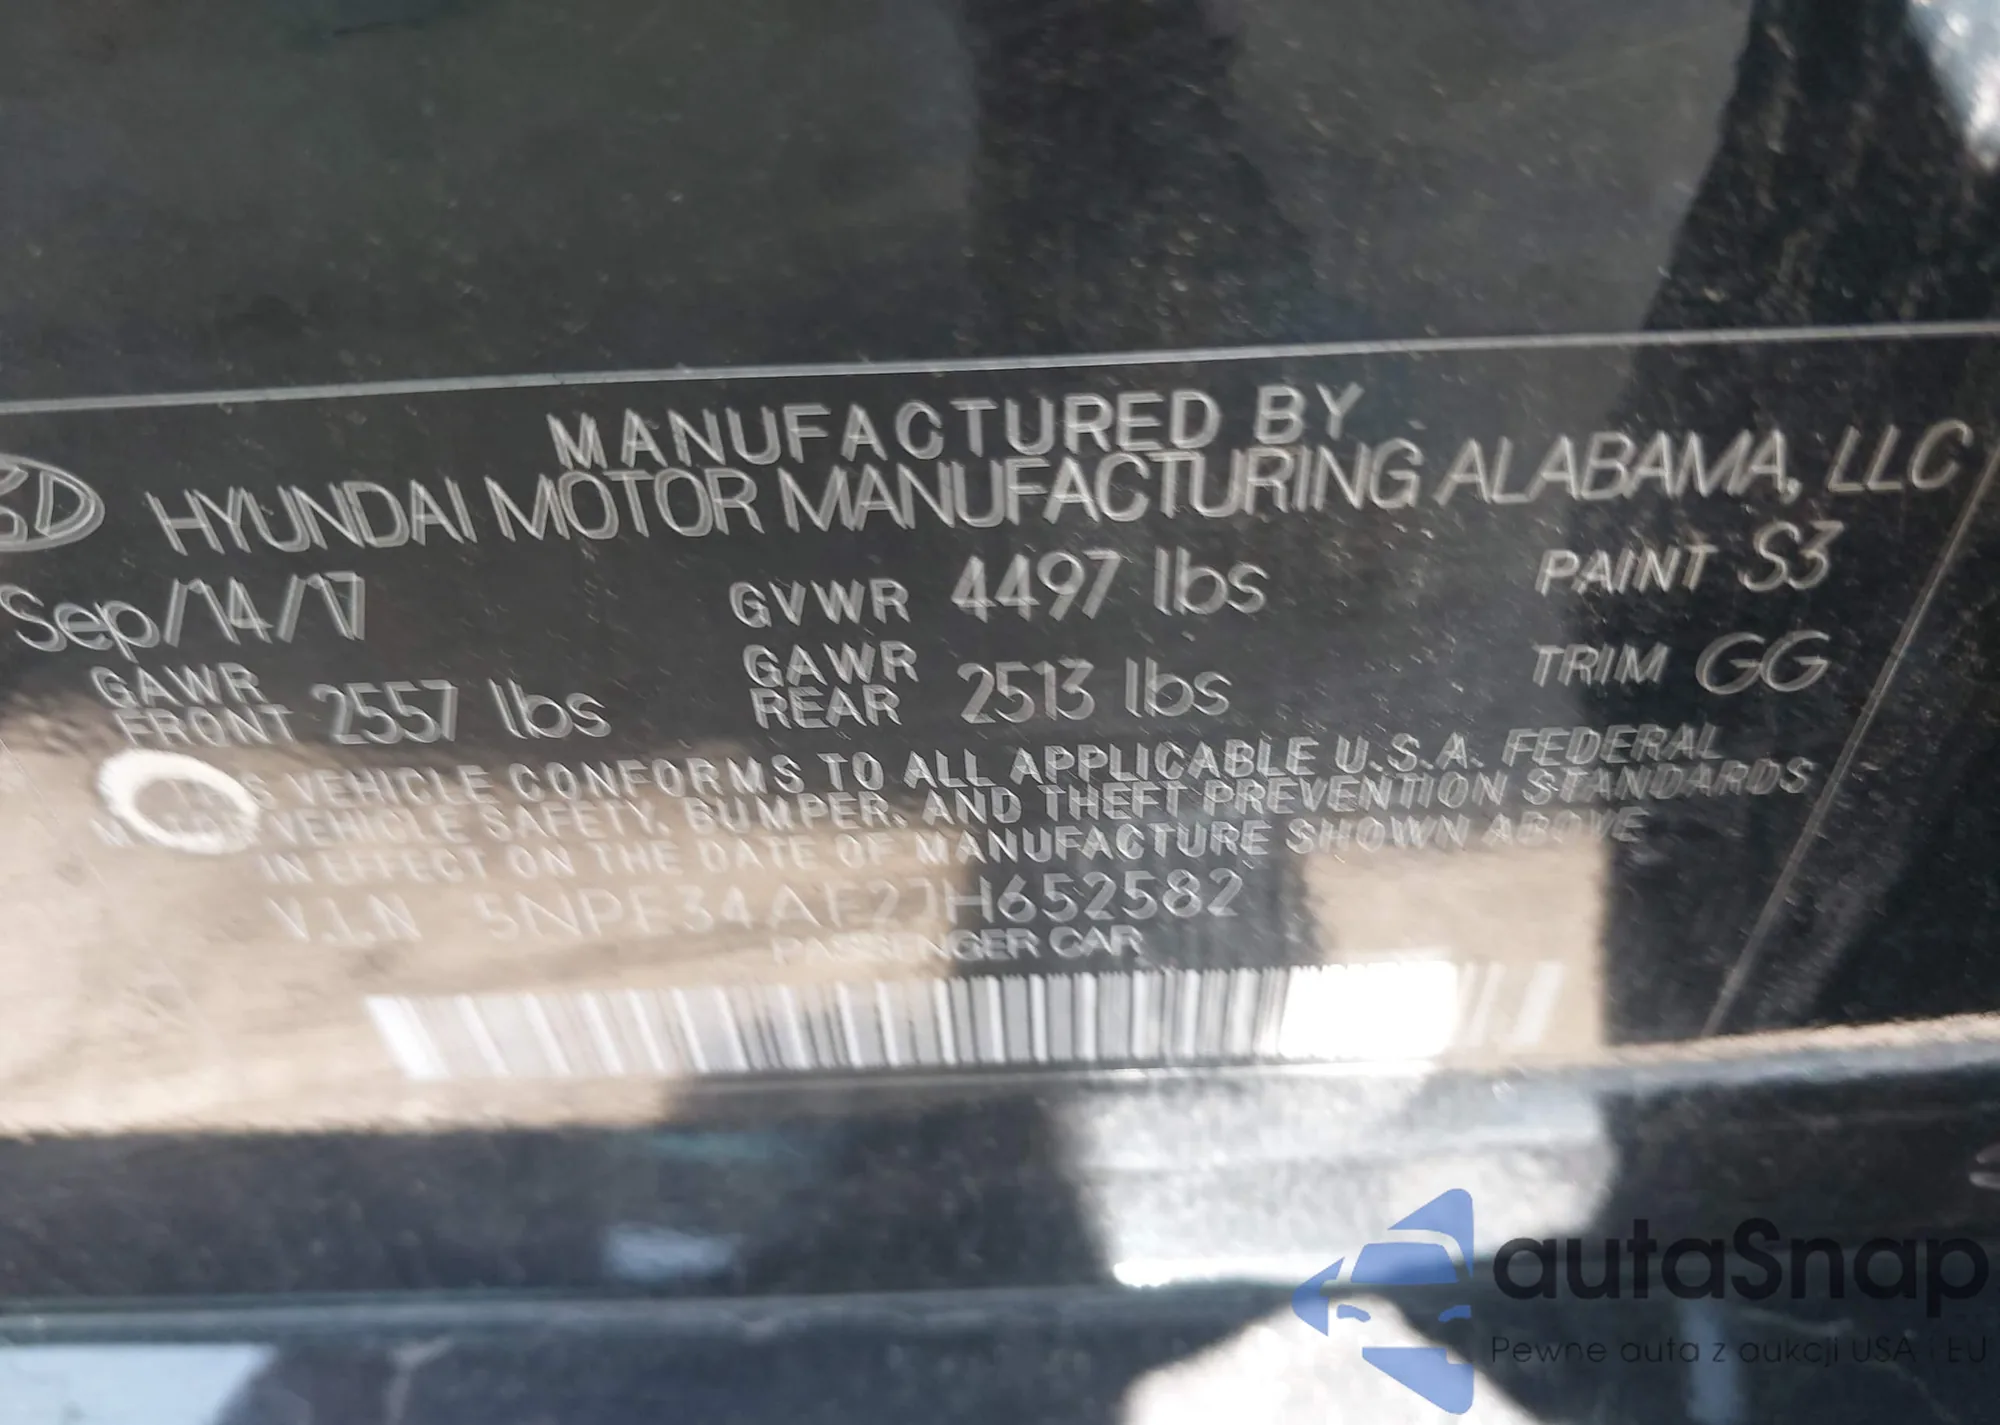 MANUFACTURED BY
HYUNDAI MOTOR MANUFACTURING ALABAMA, LLC
Sep/14/17 GVWR 4497 lbs PAINT S3
GAWR FRONT 2557 lbs GAWR REAR 2513 lbs TRIM GG
THIS VEHICLE CONFORMS TO ALL APPLICABLE U.S.A. FEDERAL
MOTOR VEHICLE SAFETY, BUMPER, AND THEFT PREVENTION STANDARDS
IN EFFECT ON THE DATE OF MANUFACTURE SHOWN ABOVE
V.I.N 5NPE34AF2JH652582
PASSENGER CAR
autaSnap
Pewne auta z aukcji USA i EU